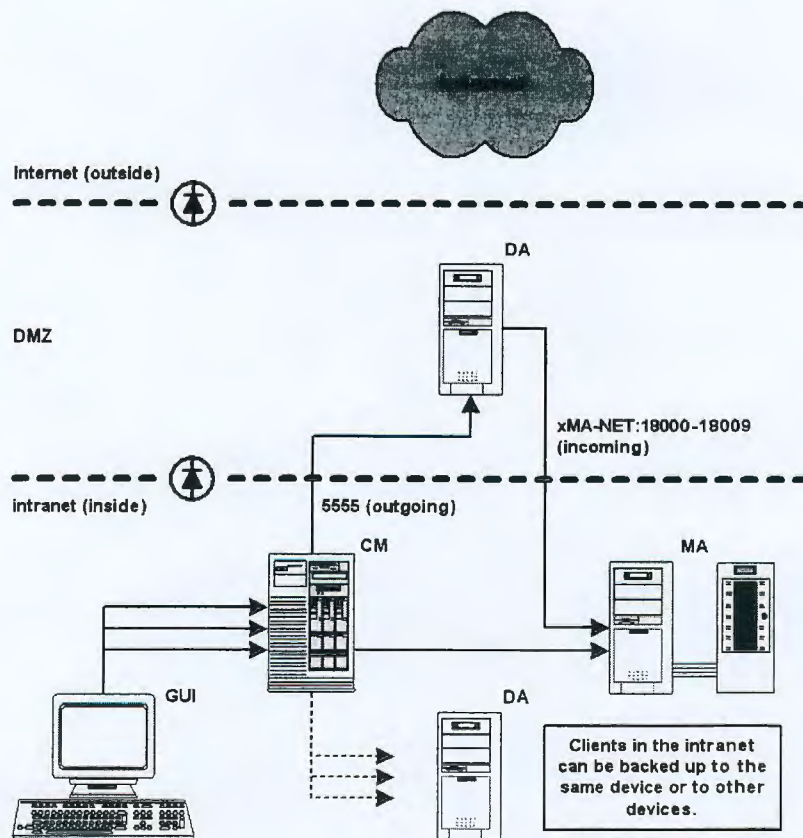 Internet (outside)
DA
DMZ
xMA-NET:18000-18009
(incoming)
intranet (inside)
5555 (outgoing)
CM
MA
GUI
DA
Clients in the intranet
can be backed up to the
same device or to other
devices.